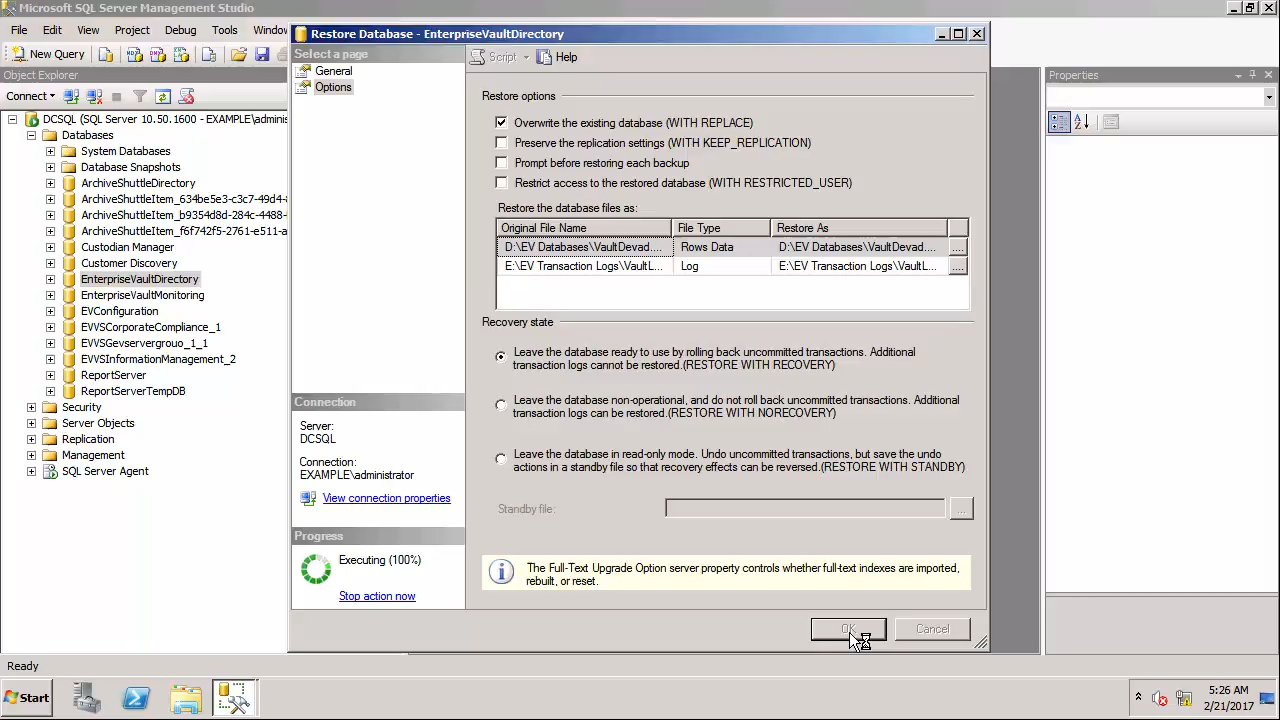 Microsoft SQL Server Management Studio
File Edit View Project Debug Tools Window
New Query
Object Explorer
Connect
DCSQL (SQL Server 10.50.1600 - EXAMPLE\adminis
Databases
System Databases
Database Snapshots
ArchiveShuttleDirectory
ArchiveShuttleItem_634be5e3-c3c7-49d4-8
ArchiveShuttleItem_b9354d8d-284c-4488-
ArchiveShuttleItem_f6f742f5-2761-e511-a
Custodian Manager
Customer Discovery
EnterpriseVaultDirectory
EnterpriseVaultMonitoring
EVConfiguration
EVVSCorporateCompliance_1
EVVSGevservergrouo_1_1
EVVSInformationManagement_2
ReportServer
ReportServerTempDB
Security
Server Objects
Replication
Management
SQL Server Agent
Restore Database - EnterpriseVaultDirectory
Select a page
General
Options
Script Help
Restore options
Overwrite the existing database (WITH REPLACE)
Preserve the replication settings (WITH KEEP_REPLICATION)
Prompt before restoring each backup
Restrict access to the restored database (WITH RESTRICTED_USER)
Restore the database files as:
Original File Name File Type Restore As
D:\EV Databases\VaultDevad.... Rows Data D:\EV Databases\VaultDevad.... ....
E:\EV Transaction Logs\VaultL... Log E:\EV Transaction Logs\VaultL... ....
Recovery state
Leave the database ready to use by rolling back uncommitted transactions. Additional
transaction logs cannot be restored.(RESTORE WITH RECOVERY)
Leave the database non-operational, and do not roll back uncommitted transactions. Additional
transaction logs can be restored.(RESTORE WITH NORECOVERY)
Leave the database in read-only mode. Undo uncommitted transactions, but save the undo
actions in a standby file so that recovery effects can be reversed.(RESTORE WITH STANDBY)
Standby file: ...
The Full-Text Upgrade Option server property controls whether full-text indexes are imported,
rebuilt, or reset.
Connection
Server:
DCSQL
Connection:
EXAMPLE\administrator
View connection properties
Progress
Executing (100%)
Stop action now
OK Cancel
Properties
Ready
Start
5:26 AM
2/21/2017